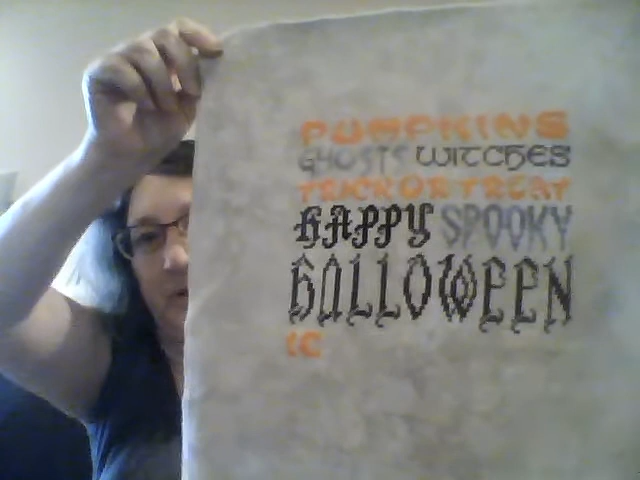 PUMPKINS
GHOSTS WITCHES
TRICK OR TREAT
HAPPY SPOOKY
HALLOWEEN
IC